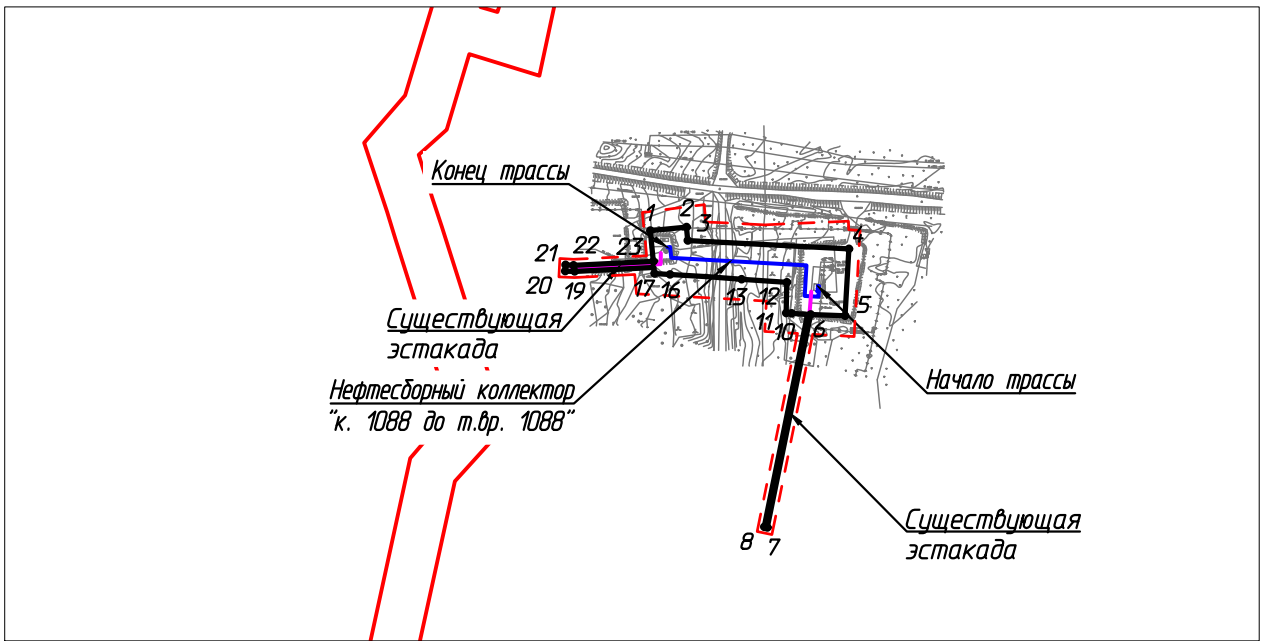 Конец трассы
1
2
3
4
21
22
23
20
19
17
16
13
12
11
10
6
5
Существующая
эстакада
Нефтесборный коллектор
"к. 1088 до т.вр. 1088"
Начало трассы
8
7
Существующая
эстакада